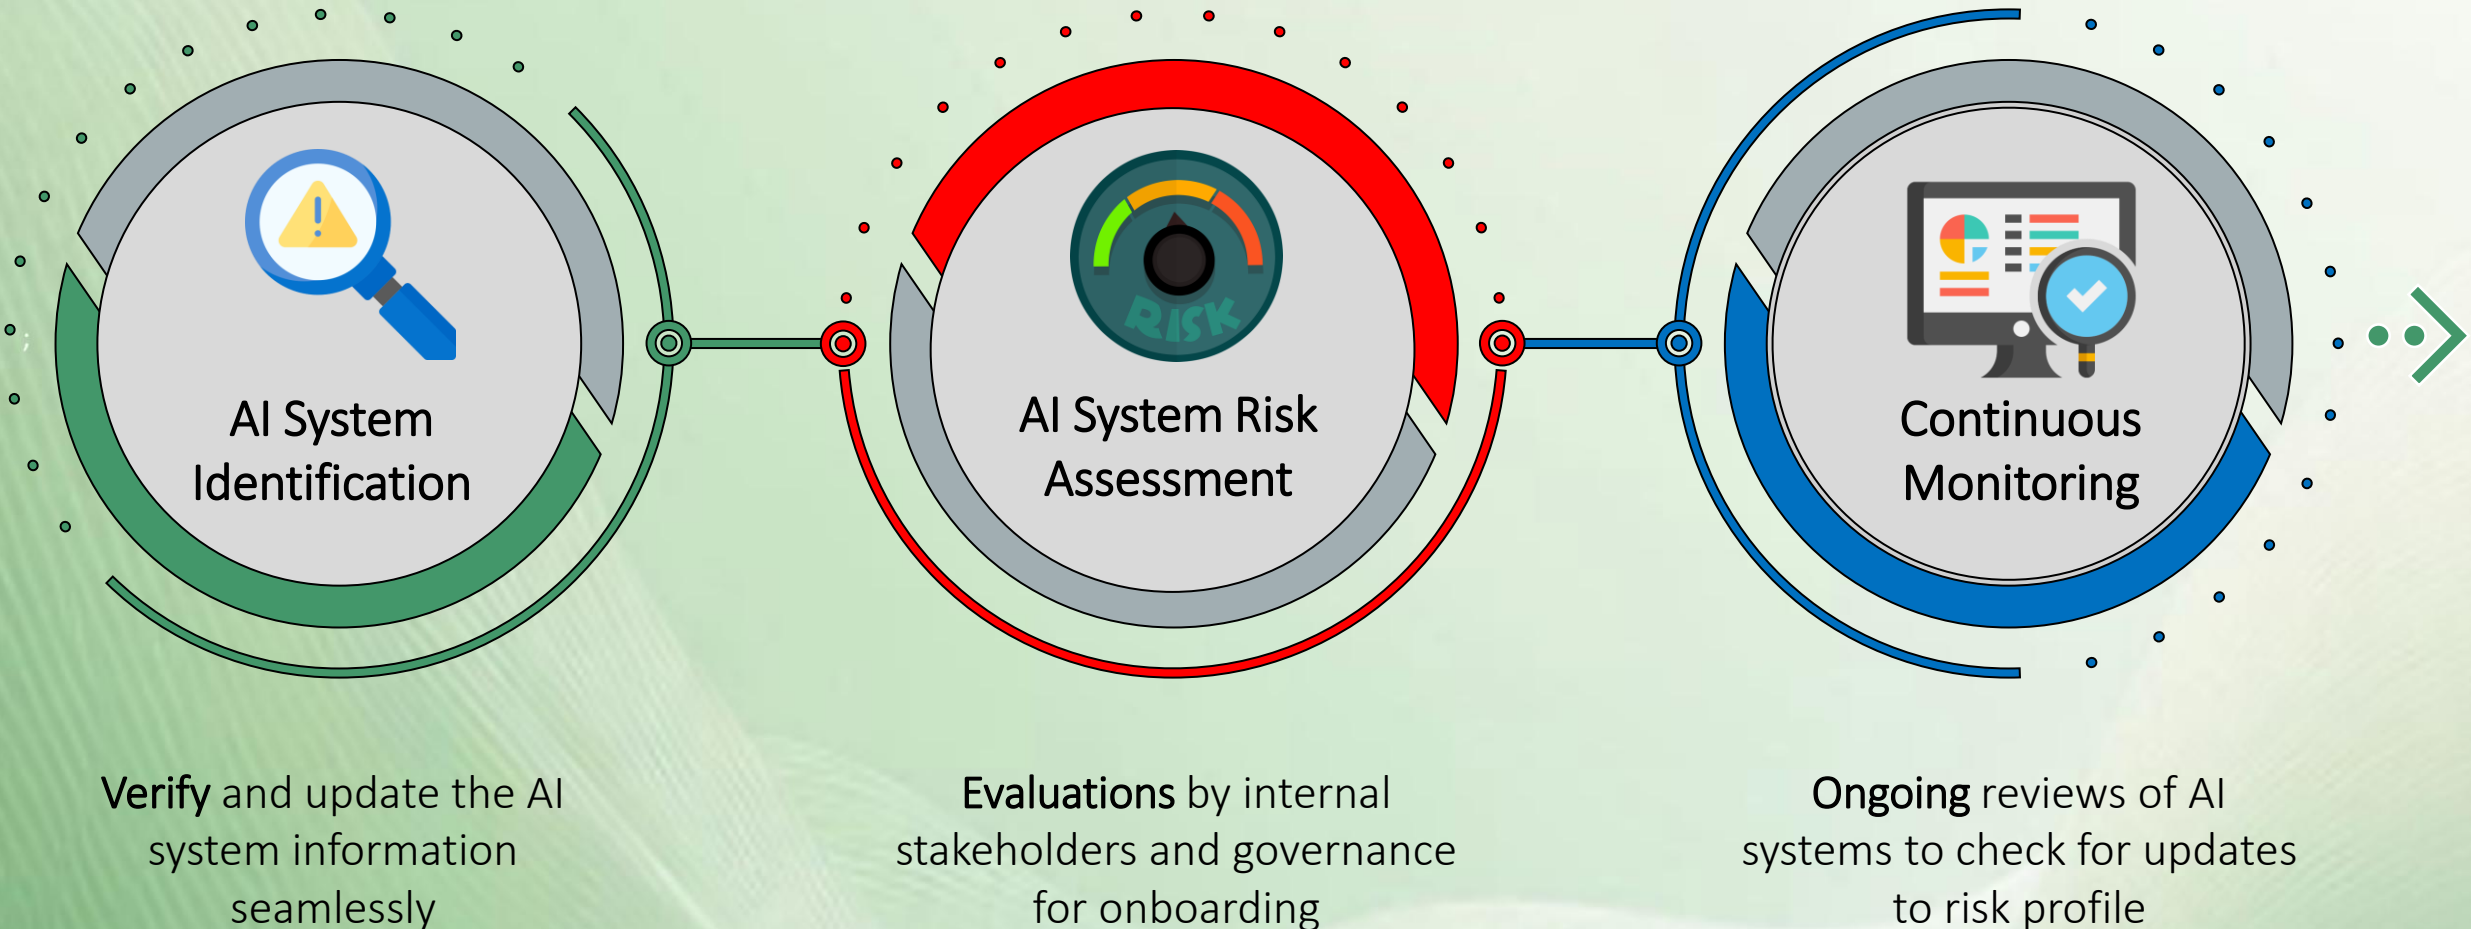 AI System
Identification
RISK
AI System Risk
Assessment
Continuous
Monitoring
Verify and update the AI
system information
seamlessly
Evaluations by internal
stakeholders and governance
for onboarding
Ongoing reviews of AI
systems to check for updates
to risk profile